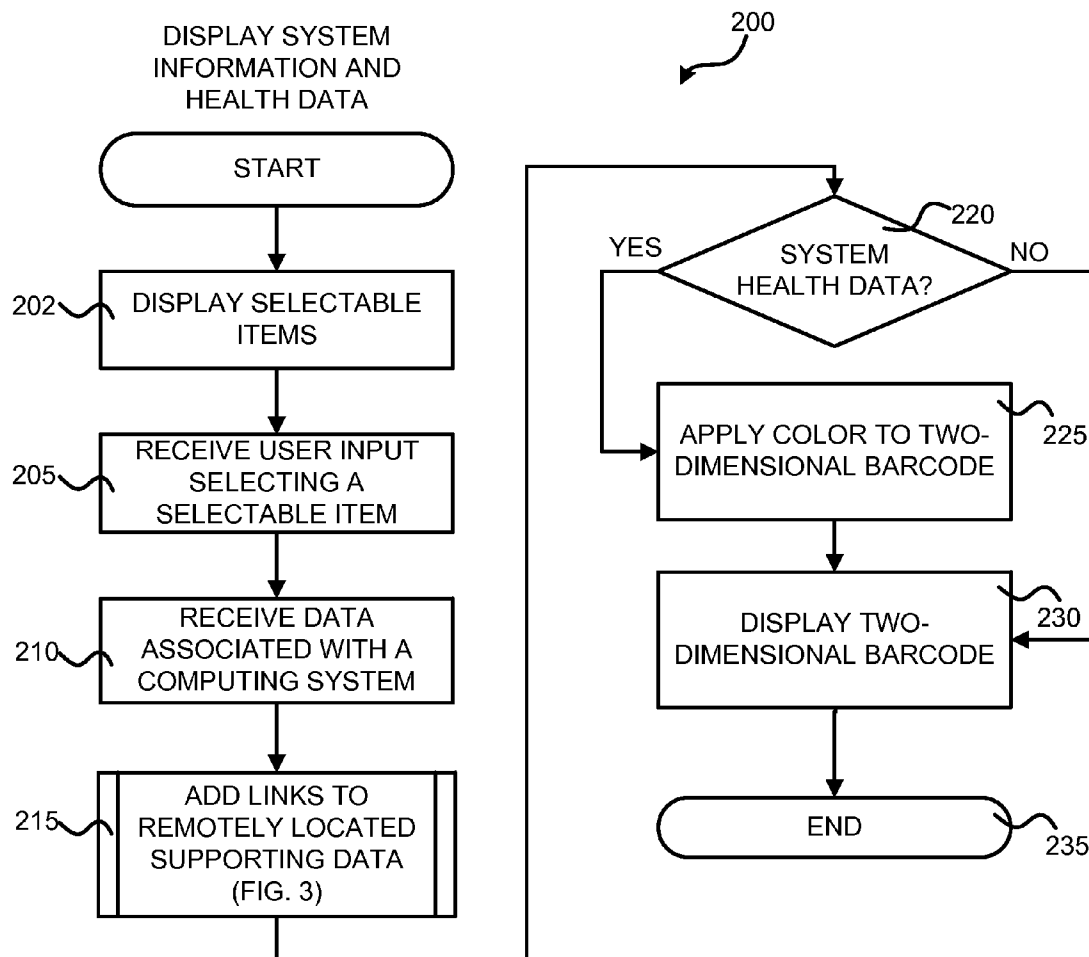 DISPLAY SYSTEM
INFORMATION AND
HEALTH DATA
START
202
DISPLAY SELECTABLE
ITEMS
205
RECEIVE USER INPUT
SELECTING A
SELECTABLE ITEM
210
RECEIVE DATA
ASSOCIATED WITH A
COMPUTING SYSTEM
215
ADD LINKS TO
REMOTELY LOCATED
SUPPORTING DATA
(FIG. 3)
200
220
YES
NO
SYSTEM
HEALTH DATA?
225
APPLY COLOR TO TWO-
DIMENSIONAL BARCODE
230
DISPLAY TWO-
DIMENSIONAL BARCODE
END
235